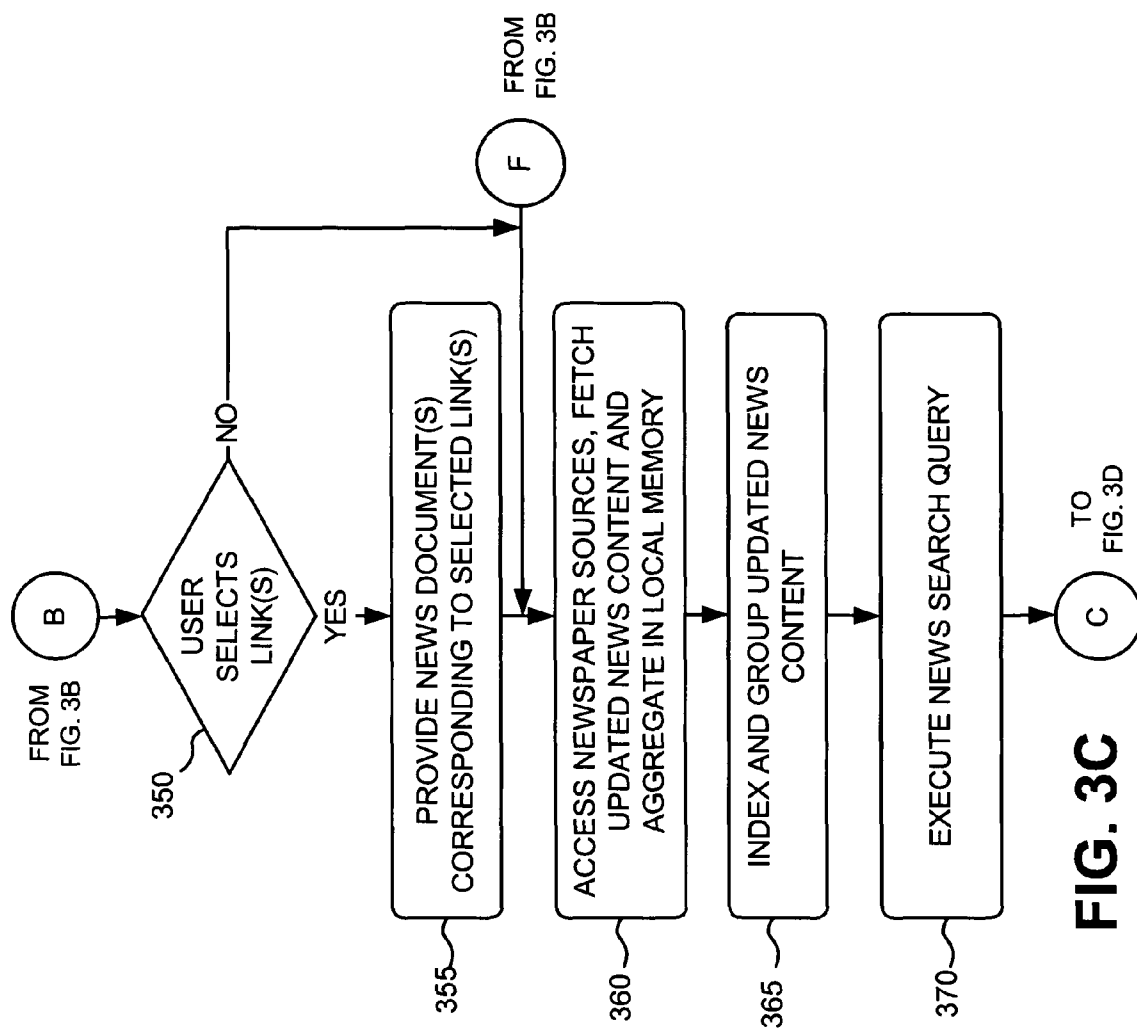 FROM
FIG. 3B
B
350
USER
SELECTS
LINK(S)
NO
YES
FROM
FIG. 3B
F
355
PROVIDE NEWS DOCUMENT(S)
CORRESPONDING TO SELECTED LINK(S)
360
ACCESS NEWSPAPER SOURCES, FETCH
UPDATED NEWS CONTENT AND
AGGREGATE IN LOCAL MEMORY
365
INDEX AND GROUP UPDATED NEWS
CONTENT
370
EXECUTE NEWS SEARCH QUERY
C
TO
FIG. 3D
FIG. 3C